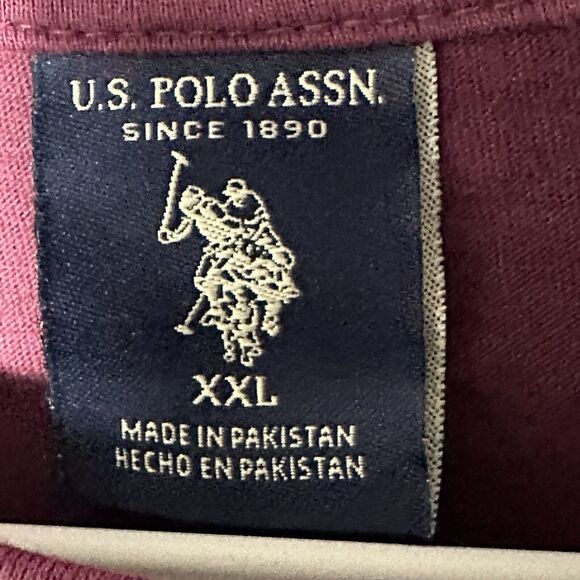 U.S. POLO ASSN.
SINCE 1890
XXL
MADE IN PAKISTAN
HECHO EN PAKISTAN